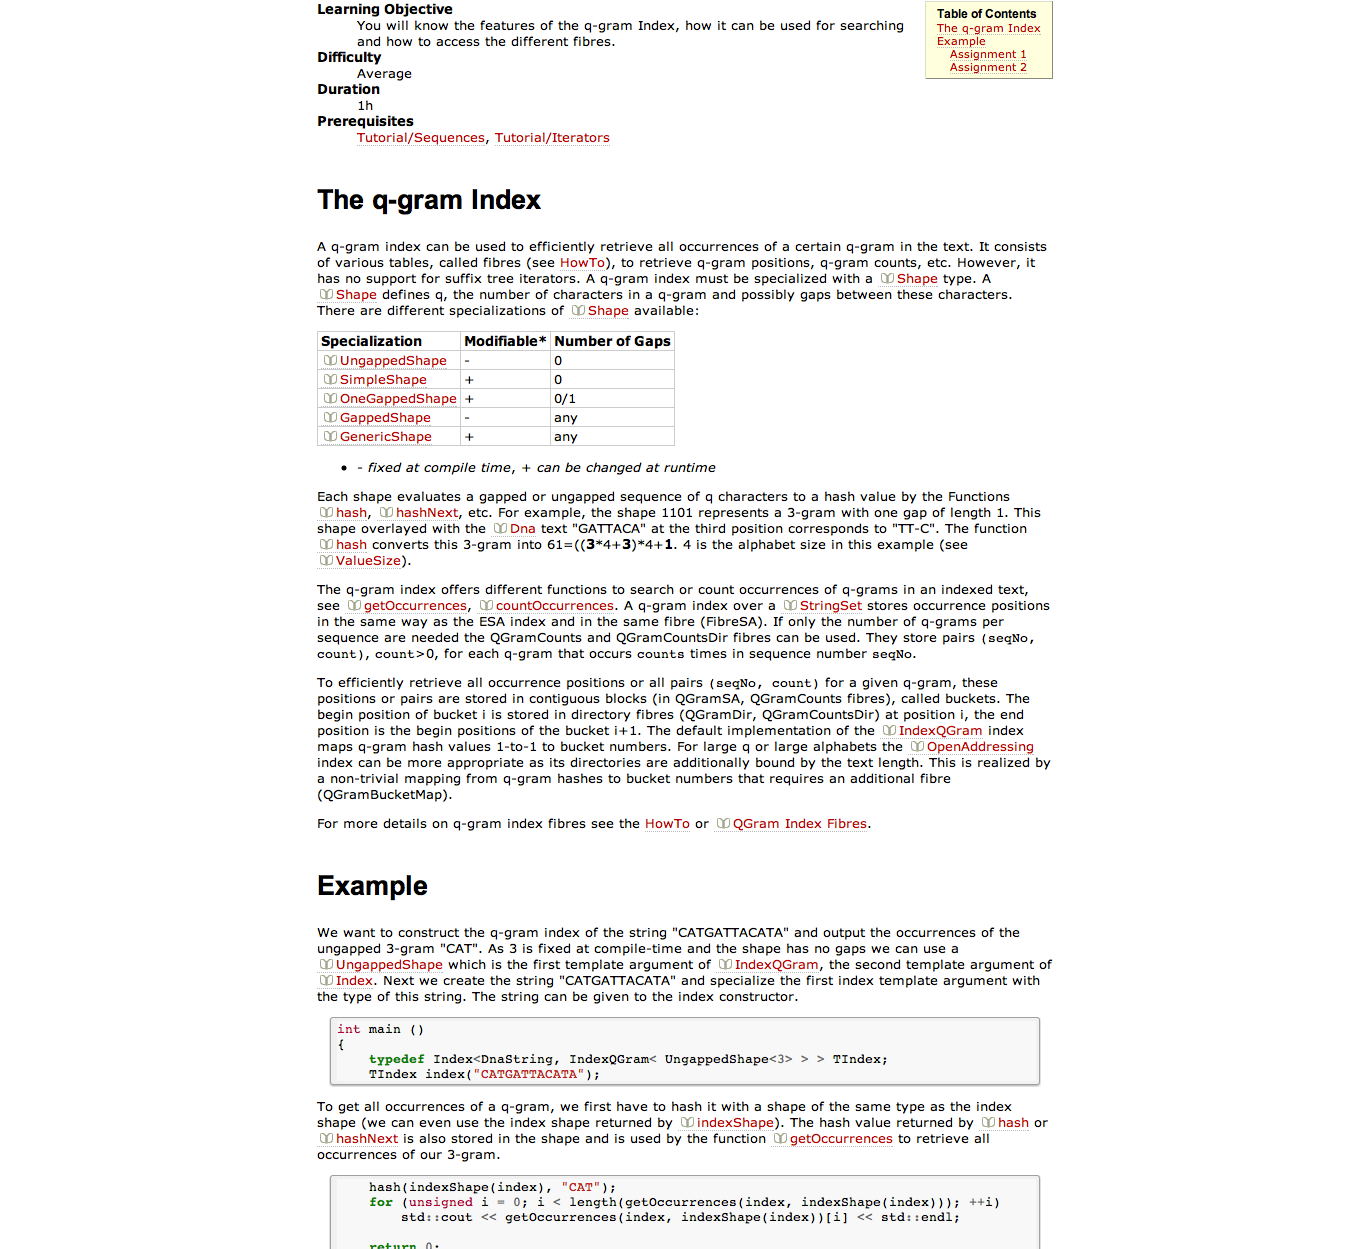 Learning Objective
You will know the features of the q-gram Index, how it can be used for searching
and how to access the different fibres.
Difficulty
Average
Duration
1h
Prerequisites
Tutorial/Sequences, Tutorial/Iterators
Table of Contents
The q-gram Index
Example
Assignment 1
Assignment 2
The q-gram Index
A q-gram index can be used to efficiently retrieve all occurrences of a certain q-gram in the text. It consists
of various tables, called fibres (see HowTo), to retrieve q-gram positions, q-gram counts, etc. However, it
has no support for suffix tree iterators. A q-gram index must be specialized with a Shape type. A
Shape defines q, the number of characters in a q-gram and possibly gaps between these characters.
There are different specializations of Shape available:
Specialization Modifiable* Number of Gaps
UngappedShape - 0
SimpleShape + 0
OneGappedShape + 0/1
GappedShape - any
GenericShape + any
• - fixed at compile time, + can be changed at runtime
Each shape evaluates a gapped or ungapped sequence of q characters to a hash value by the Functions
hash, hashNext, etc. For example, the shape 1101 represents a 3-gram with one gap of length 1. This
shape overlayed with the Dna text "GATTACA" at the third position corresponds to "TT-C". The function
hash converts this 3-gram into 61=((3*4+3)*4+1. 4 is the alphabet size in this example (see
ValueSize).
The q-gram index offers different functions to search or count occurrences of q-grams in an indexed text,
see getOccurrences, countOccurrences. A q-gram index over a StringSet stores occurrence positions
in the same way as the ESA index and in the same fibre (FibreSA). If only the number of q-grams per
sequence are needed the QGramCounts and QGramCountsDir fibres can be used. They store pairs (seqNo,
count), count>0, for each q-gram that occurs counts times in sequence number seqNo.
To efficiently retrieve all occurrence positions or all pairs (seqNo, count) for a given q-gram, these
positions or pairs are stored in contiguous blocks (in QGramSA, QGramCounts fibres), called buckets. The
begin position of bucket i is stored in directory fibres (QGramDir, QGramCountsDir) at position i, the end
position is the begin positions of the bucket i+1. The default implementation of the IndexQGram index
maps q-gram hash values 1-to-1 to bucket numbers. For large q or large alphabets the OpenAddressing
index can be more appropriate as its directories are additionally bound by the text length. This is realized by
a non-trivial mapping from q-gram hashes to bucket numbers that requires an additional fibre
(QGramBucketMap).
For more details on q-gram index fibres see the HowTo or QGram Index Fibres.
Example
We want to construct the q-gram index of the string "CATGATTACATA" and output the occurrences of the
ungapped 3-gram "CAT". As 3 is fixed at compile-time and the shape has no gaps we can use a
UngappedShape which is the first template argument of IndexQGram, the second template argument of
Index. Next we create the string "CATGATTACATA" and specialize the first index template argument with
the type of this string. The string can be given to the index constructor.
int main ()
{
typedef Index<DnaString, IndexQGram< UngappedShape<3> > > TIndex;
TIndex index("CATGATTACATA");
To get all occurrences of a q-gram, we first have to hash it with a shape of the same type as the index
shape (we can even use the index shape returned by indexShape). The hash value returned by hash or
hashNext is also stored in the shape and is used by the function getOccurrences to retrieve all
occurrences of our 3-gram.
hash(indexShape(index), "CAT");
for (unsigned i = 0; i < length(getOccurrences(index, indexShape(index))); ++i)
std::cout << getOccurrences(index, indexShape(index))[i] << std::endl;
return 0;